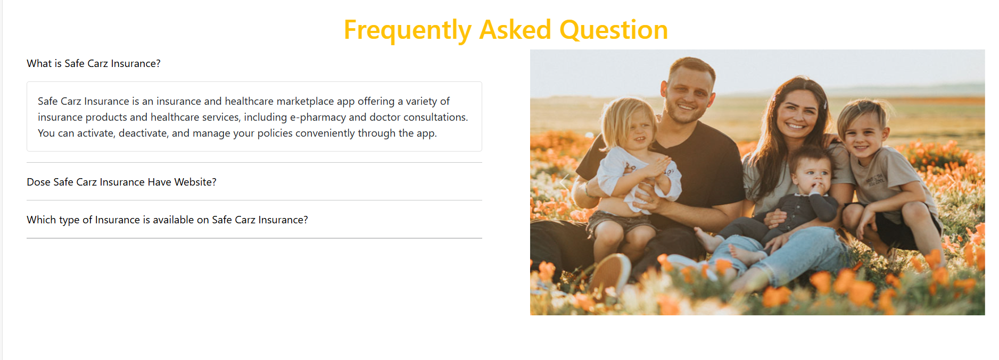 Frequently Asked Question
What is Safe Carz Insurance?
Safe Carz Insurance is an insurance and healthcare marketplace app offering a variety of
insurance products and healthcare services, including e-pharmacy and doctor consultations.
You can activate, deactivate, and manage your policies conveniently through the app.
Dose Safe Carz Insurance Have Website?
Which type of Insurance is available on Safe Carz Insurance?